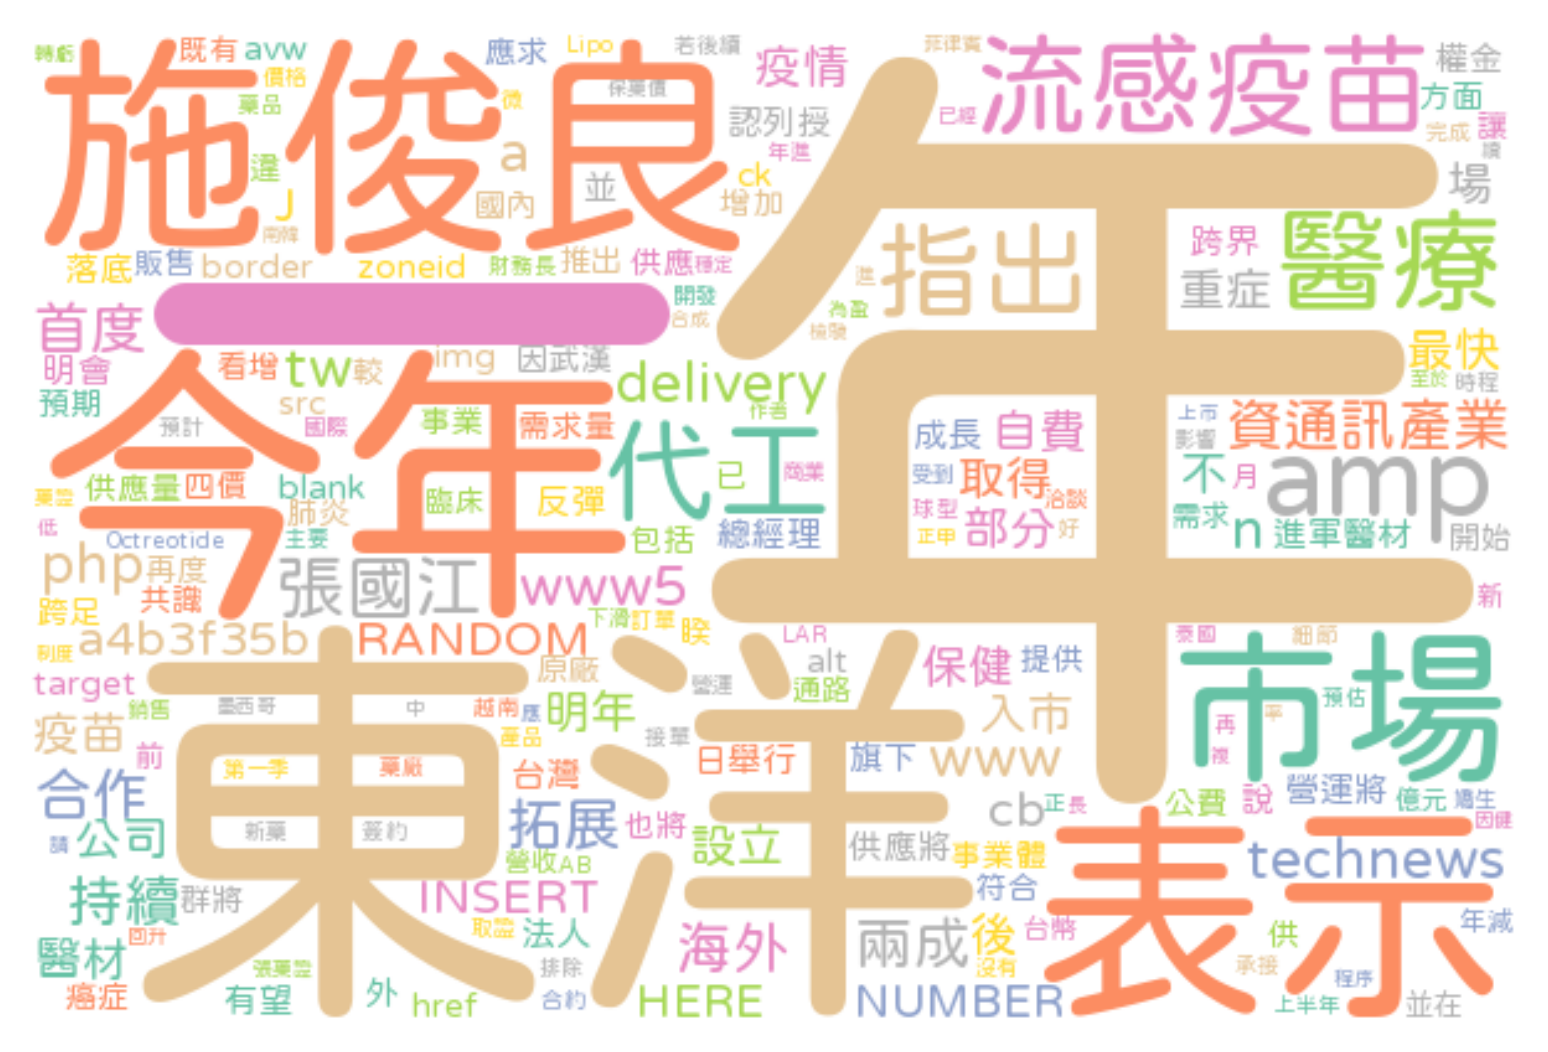 轉虧 既有 avw 應求 Lipo 若後續 疫情 菲律賓 流感疫苗 權金
施俊良 價格 藥品 微 保藥價 認列授 已經 方面 完成 讓
違 J a 並 年進 ck 增加 續 場
南韓 國內 年 指出 跨界 醫療
落底 販售 border zoneid 財務長 推出 供應 穩定 進 重症
首度 一 開發 合成 為盈 檢驗 最快
明會 看增 tw 較 img 因武漢 delivery 至於 時程
預期 src 作者 上市
今年 預計 國際 事業 需求量 代工 成長 自費 影響 資通訊產業
藥證 供應量 四價 blank 臨床 反彈 已 商業 受到 取得 洽談 不 月 amp
低 肺炎 球型 部分 需求
Octreotide 主要 包括 總經理 正甲 好 n 進軍醫材 開始
php 再度 張國江 www5
跨足 共識 下滑 訂單 睽 新
制度 a4b3f35b RANDOM LAR 泰國 細節
target 東洋 原廠 營運 alt 保健 提供 市場
疫苗 銷售 墨西哥 中 越南 應 明年 通路 入市 預估
前 產品 接單 再 平
第一季 藥廠 台灣 日舉行 旗下 www 複
合作 拓展 也將 cb 正 長 公費 說 營運將 億元 矯生
請 公司 新藥 簽約 設立 供應將 因健
營收 AB 事業體 表示 technews
持續 群將 INSERT 符合
醫材 回升 取證 法人 海外 兩成 後 台幣 供 年減
張藥證 排除 沒有 承接 程序
癌症 有望 外 href 合約 HERE NUMBER 上半年 並在